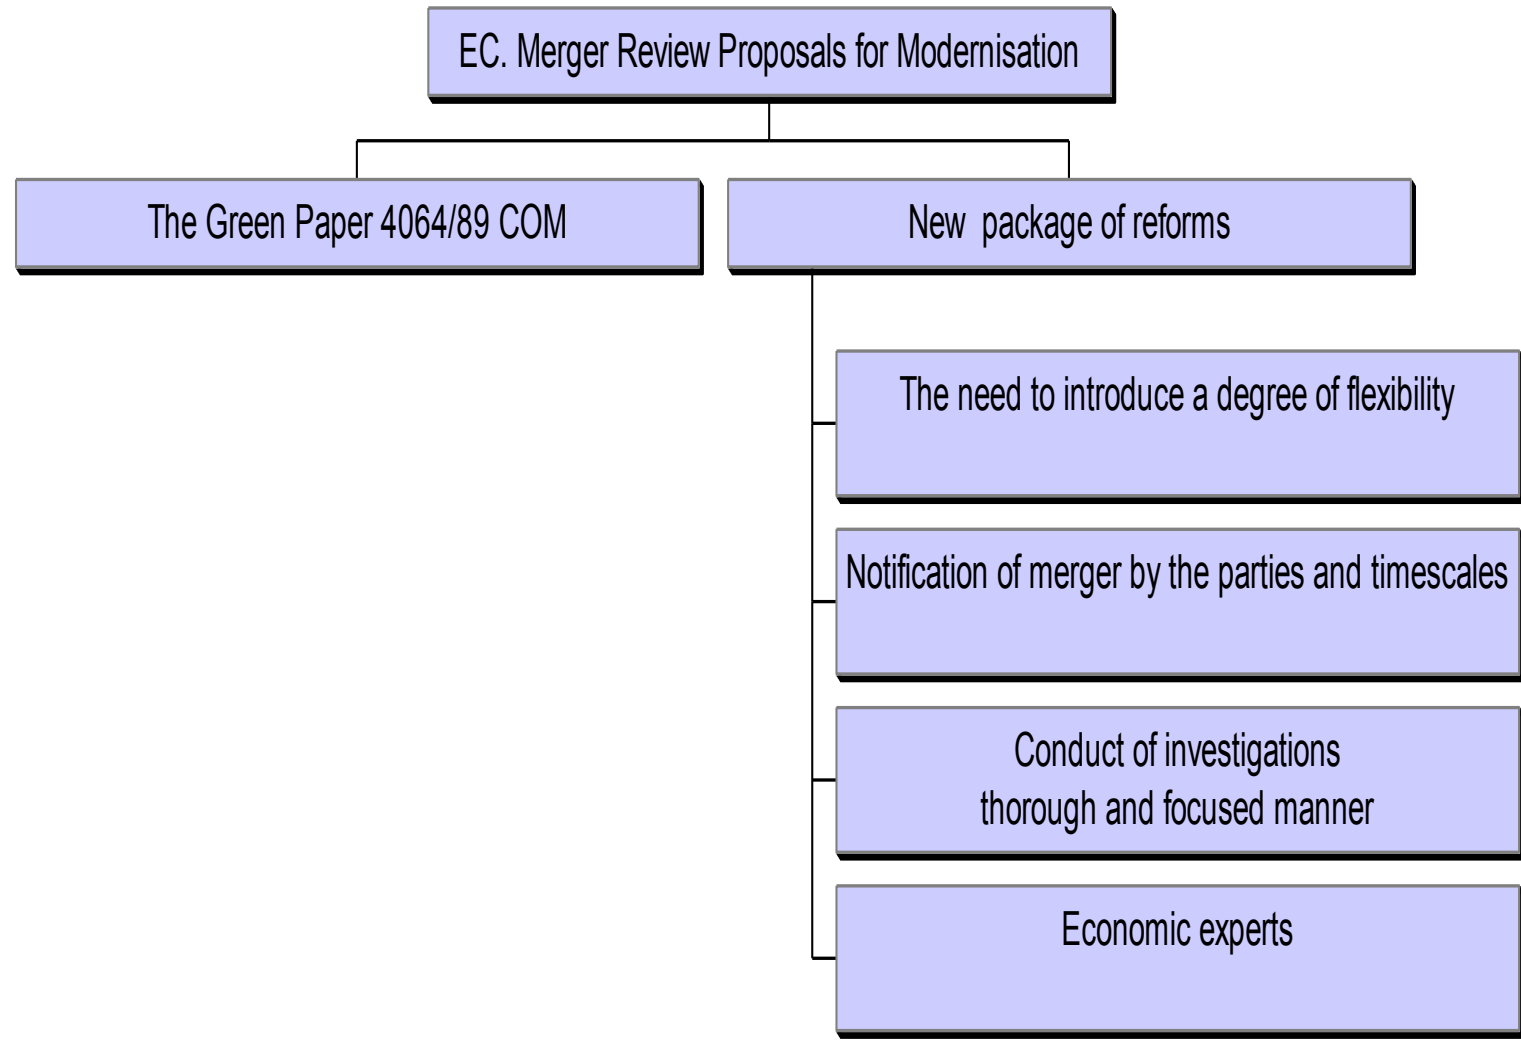 EC. Merger Review Proposals for Modernisation
The Green Paper 4064/89 COM
New package of reforms
The need to introduce a degree of flexibility
Notification of merger by the parties and timescales
Conduct of investigations
thorough and focused manner
Economic experts